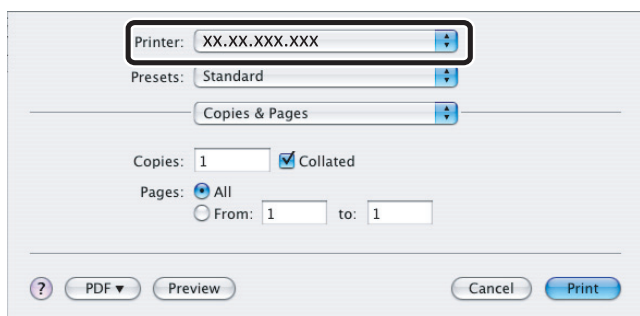 Printer: XX.XX.XXX.XXX
Presets: Standard
Copies & Pages
Copies: 1 Collated
Pages: All
From: 1 to: 1
? PDF ▼ Preview Cancel Print